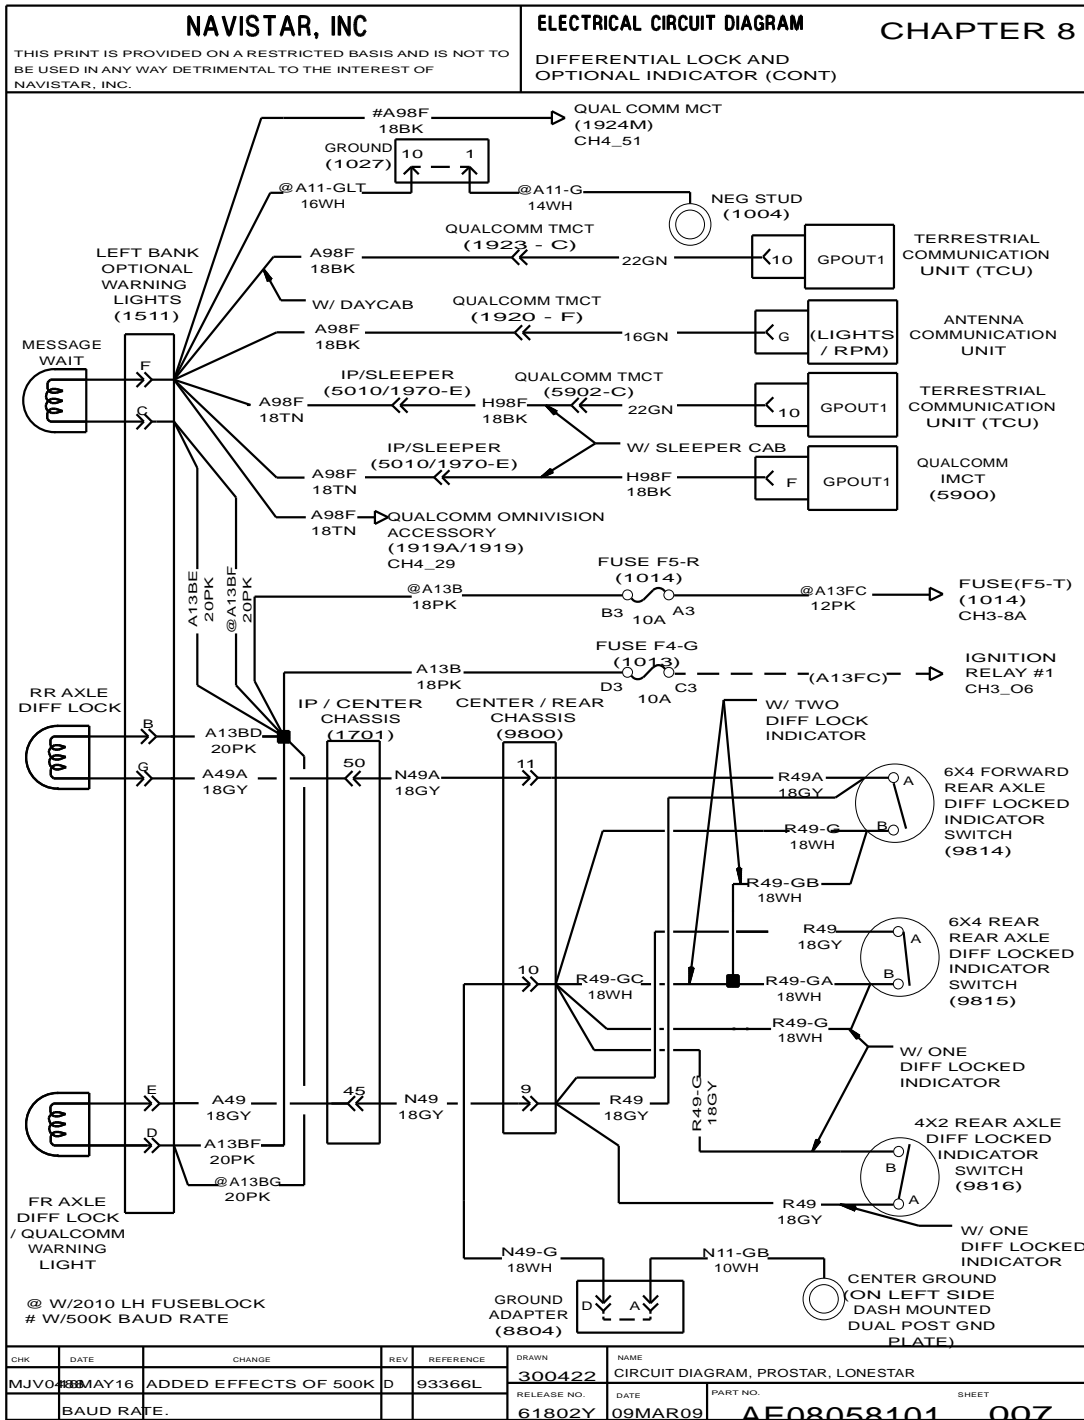 NAVISTAR, INC
THIS PRINT IS PROVIDED ON A RESTRICTED BASIS AND IS NOT TO
BE USED IN ANY WAY DETRIMENTAL TO THE INTEREST OF
NAVISTAR, INC.
ELECTRICAL CIRCUIT DIAGRAM
CHAPTER 8
DIFFERENTIAL LOCK AND
OPTIONAL INDICATOR (CONT)
#A98F
18BK
QUAL COMM MCT
(1924M)
CH4_51
GROUND
(1027)
10
1
@A11-GLT
16WH
@A11-G
14WH
NEG STUD
(1004)
LEFT BANK
OPTIONAL
WARNING
LIGHTS
(1511)
A98F
18BK
QUALCOMM TMCT
(1923 - C)
22GN
10
GPOUT1
TERRESTRIAL
COMMUNICATION
UNIT (TCU)
W/ DAYCAB
A98F
18BK
QUALCOMM TMCT
(1920 - F)
16GN
G
(LIGHTS
/ RPM)
ANTENNA
COMMUNICATION
UNIT
MESSAGE
WAIT
F
C
A98F
18TN
IP/SLEEPER
(5010/1970-E)
H98F
18BK
QUALCOMM TMCT
(5902-C)
22GN
10
GPOUT1
TERRESTRIAL
COMMUNICATION
UNIT (TCU)
W/ SLEEPER CAB
A98F
18TN
IP/SLEEPER
(5010/1970-E)
H98F
18BK
F
GPOUT1
QUALCOMM
IMCT
(5900)
A98F
18TN
QUALCOMM OMNIVISION
ACCESSORY
(1919A/1919)
CH4_29
A13BE
20PK
@A13BF
20PK
@A13B
18PK
FUSE F5-R
(1014)
B3
10A
A3
@A13FC
12PK
FUSE(F5-T)
(1014)
CH3-8A
A13B
18PK
FUSE F4-G
(1013)
D3
10A
C3
(A13FC)
IGNITION
RELAY #1
CH3_O6
RR AXLE
DIFF LOCK
B
G
A13BD
20PK
A49A
18GY
IP / CENTER
CHASSIS
(1701)
50
N49A
18GY
CENTER / REAR
CHASSIS
(9800)
11
W/ TWO
DIFF LOCK
INDICATOR
R49A
18GY
A
B
6X4 FORWARD
REAR AXLE
DIFF LOCKED
INDICATOR
SWITCH
(9814)
R49-G
18WH
R49-GB
18WH
R49
18GY
A
B
6X4 REAR
REAR AXLE
DIFF LOCKED
INDICATOR
SWITCH
(9815)
10
R49-GC
18WH
R49-GA
18WH
R49-G
18WH
W/ ONE
DIFF LOCKED
INDICATOR
E
D
A49
18GY
45
N49
18GY
9
R49
18GY
R49-G
18GY
A13BF
20PK
@A13BG
20PK
B
A
4X2 REAR AXLE
DIFF LOCKED
INDICATOR
SWITCH
(9816)
R49
18GY
W/ ONE
DIFF LOCKED
INDICATOR
FR AXLE
DIFF LOCK
/ QUALCOMM
WARNING
LIGHT
N49-G
18WH
N11-GB
10WH
GROUND
ADAPTER
(8804)
D
A
CENTER GROUND
(ON LEFT SIDE
DASH MOUNTED
DUAL POST GND
PLATE)
@ W/2010 LH FUSEBLOCK
# W/500K BAUD RATE
CHK DATE CHANGE REV REFERENCE DRAWN NAME
MAY16 ADDED EFFECTS OF 500K D 93366L 300422 CIRCUIT DIAGRAM, PROSTAR, LONESTAR
BAUD RATE.
RELEASE NO. DATE PART NO. SHEET
61802Y 09MAR09 AE08058101 007